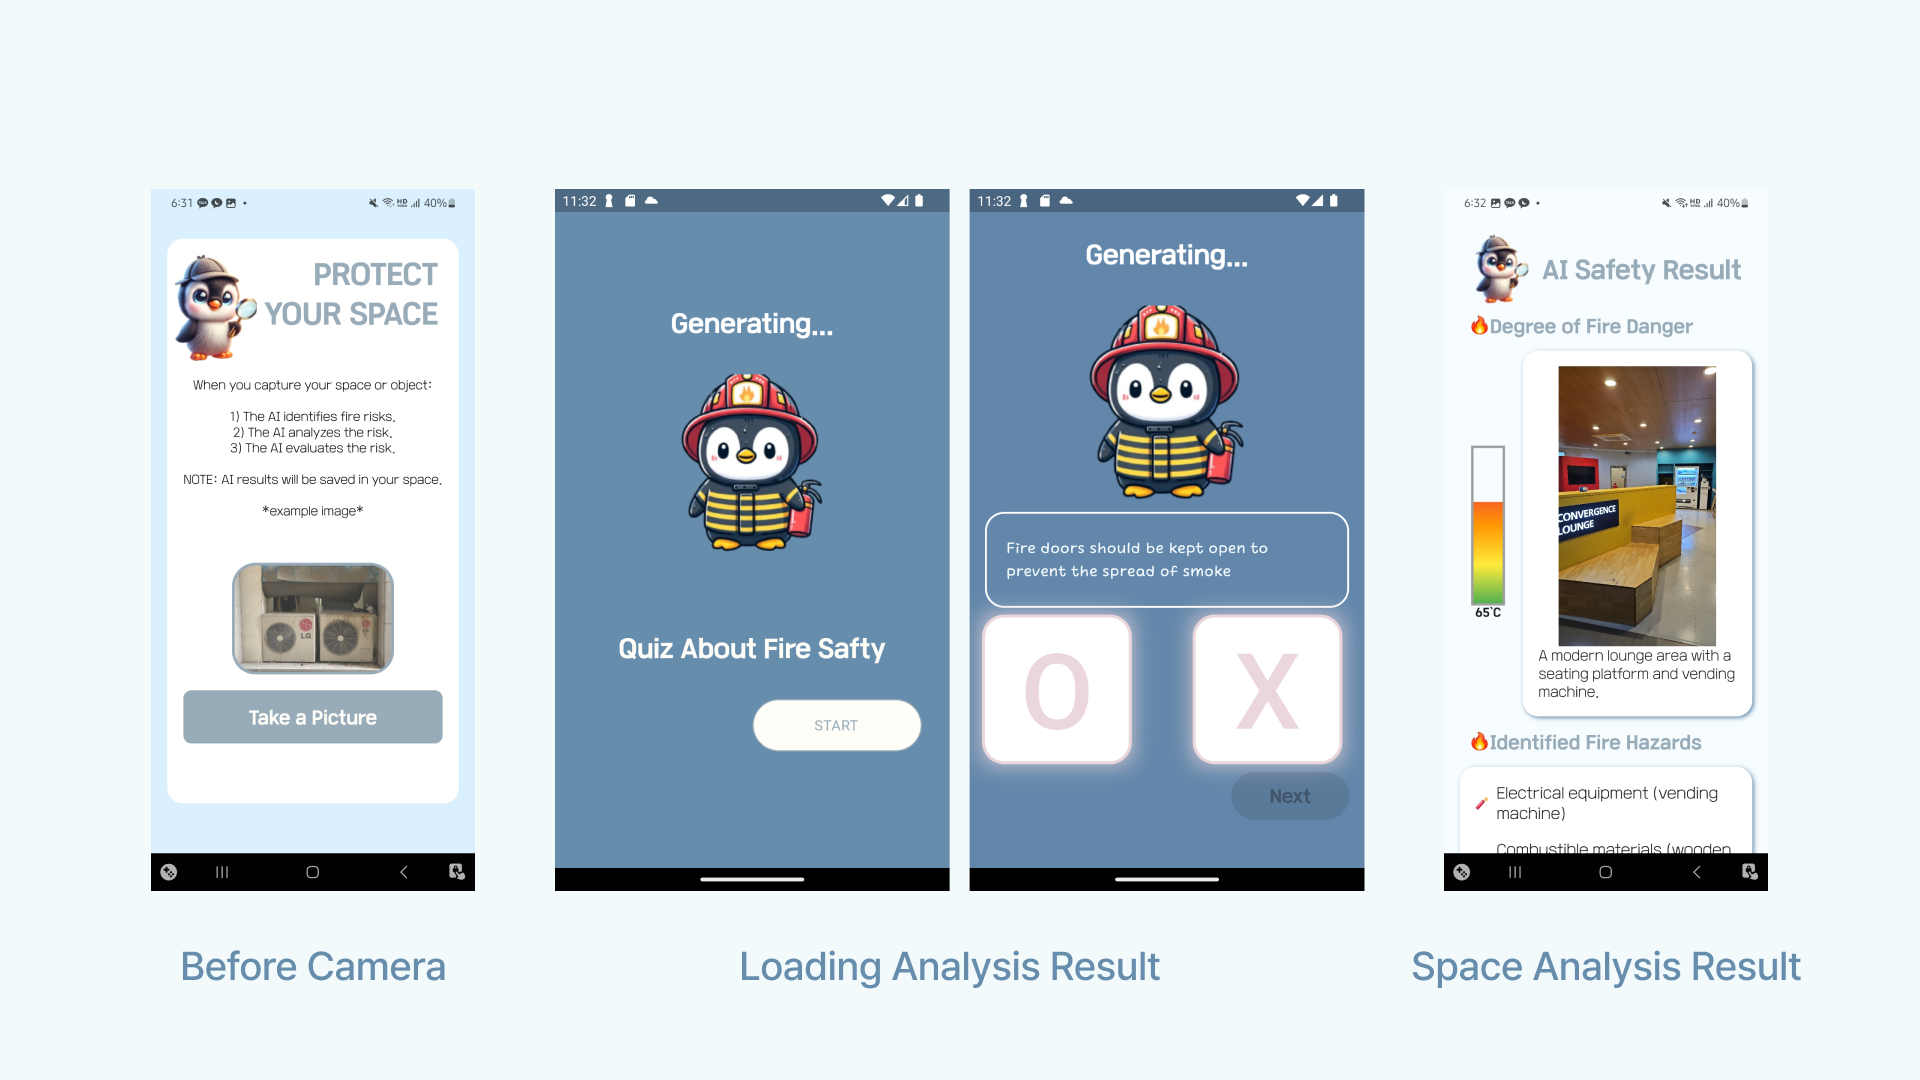 6:31
40%
PROTECT
YOUR SPACE
When you capture your space or object:
1) The AI identifies fire risks.
2) The AI analyzes the risk.
3) The AI evaluates the risk.
NOTE: AI results will be saved in your space.
*example image*
LG
Take a Picture
Before Camera
11:32
Generating...
Quiz About Fire Safty
START
11:32
Generating...
Fire doors should be kept open to
prevent the spread of smoke
O
X
Next
Loading Analysis Result
6:32
40%
AI Safety Result
🔥Degree of Fire Danger
65°C
CONVERGENCE
LOUNGE
A modern lounge area with a
seating platform and vending
machine.
🔥Identified Fire Hazards
Electrical equipment (vending
machine)
Combustible materials (wooden
Space Analysis Result